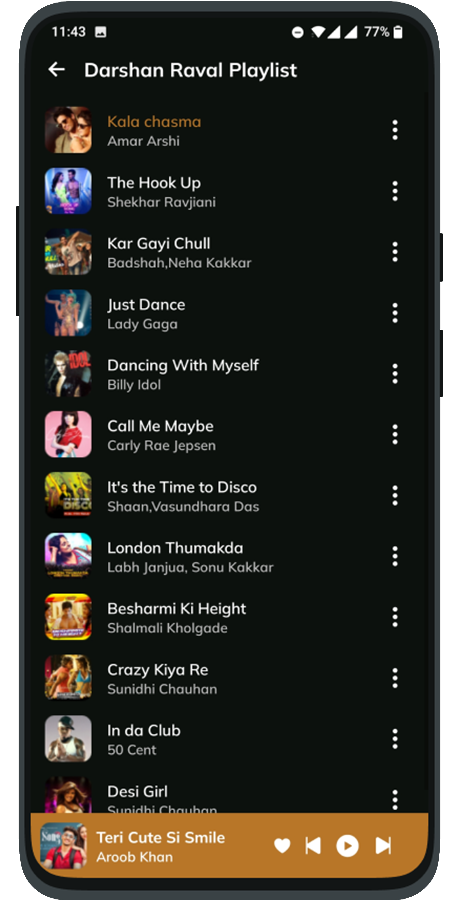 11:43
77%
Darshan Raval Playlist
Kala chasma
Amar Arshi
The Hook Up
Shekhar Ravjiani
Kar Gayi Chull
Badshah,Neha Kakkar
Just Dance
Lady Gaga
Dancing With Myself
Billy Idol
Call Me Maybe
Carly Rae Jepsen
It's the Time to Disco
Shaan,Vasundhara Das
London Thumakda
Labh Janjua, Sonu Kakkar
Besharmi Ki Height
Shalmali Kholgade
Crazy Kiya Re
Sunidhi Chauhan
In da Club
50 Cent
Desi Girl
Sunidhi Chauhan
Teri Cute Si Smile
Aroob Khan